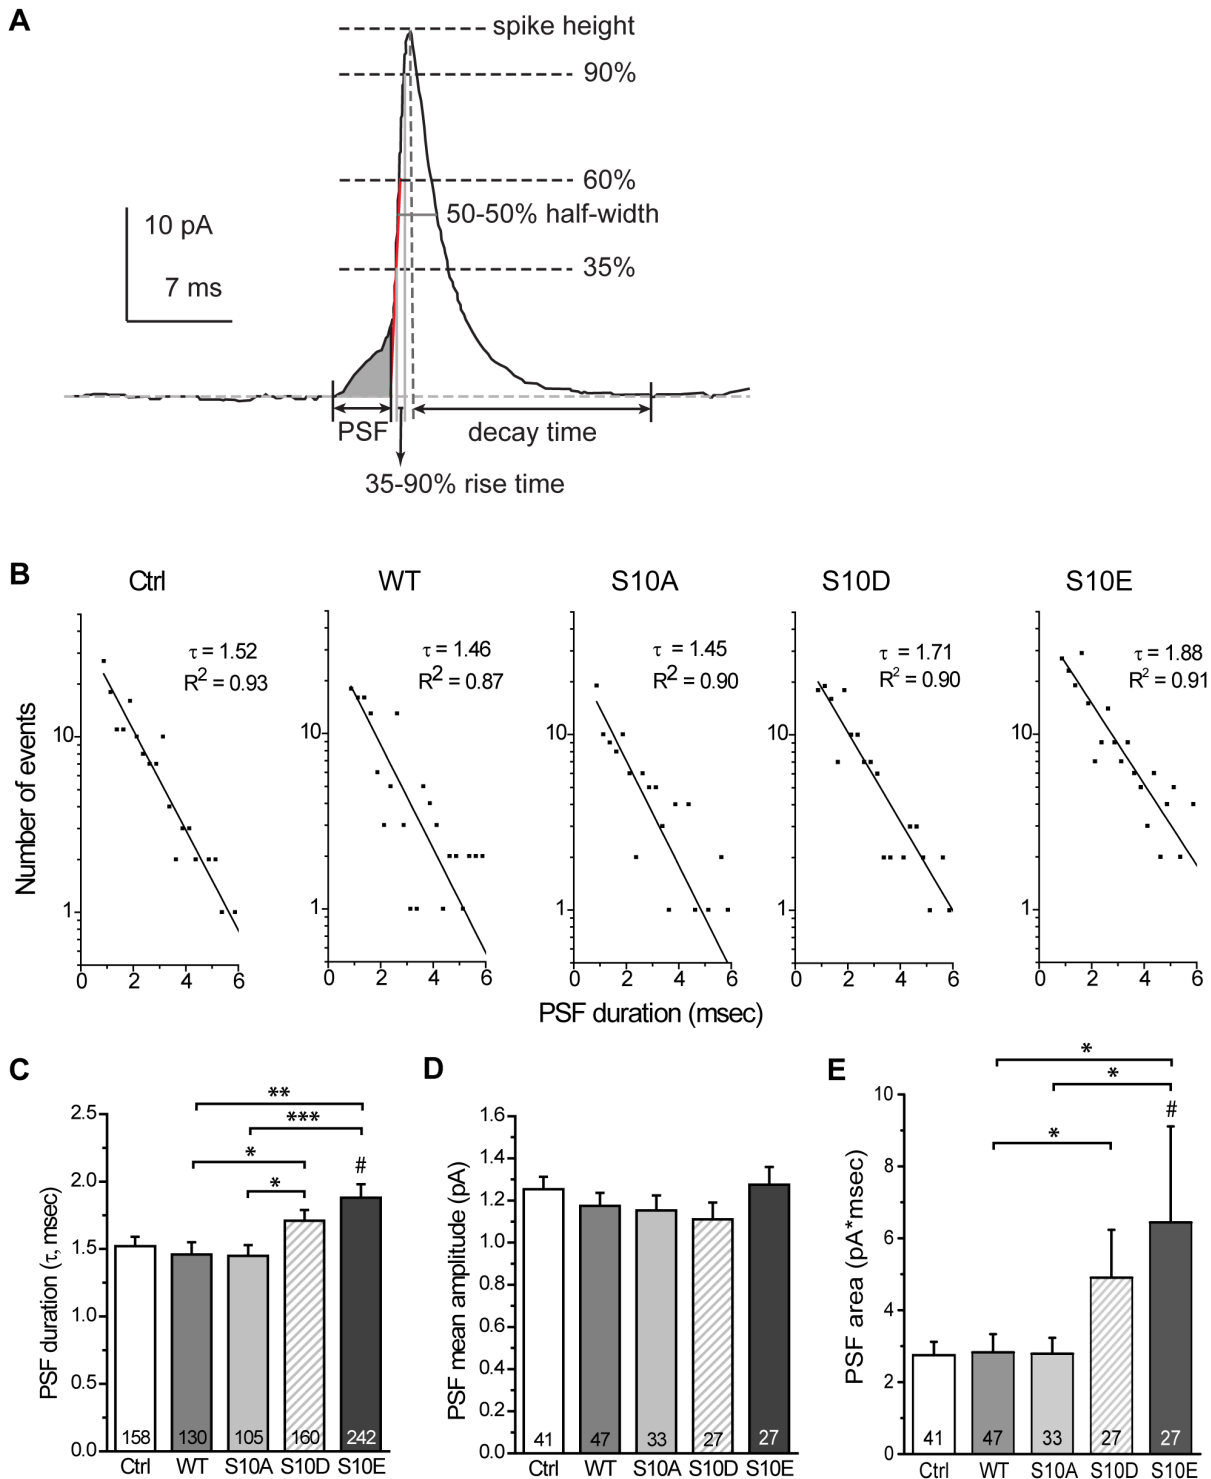 A
spike height
90%
60%
50-50% half-width
35%
10 pA
7 ms
PSF
decay time
35-90% rise time
B
Ctrl
WT
S10A
S10D
S10E
τ = 1.52
R² = 0.93
τ = 1.46
R² = 0.87
τ = 1.45
R² = 0.90
τ = 1.71
R² = 0.90
τ = 1.88
R² = 0.91
Number of events
10
1
0 2 4 6
10
1
0 2 4 6
10
1
0 2 4 6
10
1
0 2 4 6
10
1
0 2 4 6
PSF duration (msec)
C
PSF duration (τ, msec)
2.5
2.0
1.5
1.0
0.5
0.0
**
***
*
*
#
158 130 105 160 242
Ctrl WT S10A S10D S10E
D
PSF mean amplitude (pA)
1.6
1.4
1.2
1.0
0.8
0.6
0.4
0.2
0.0
41 47 33 27 27
Ctrl WT S10A S10D S10E
E
PSF area (pA*msec)
10
8
6
4
2
0
*
*
*
#
41 47 33 27 27
Ctrl WT S10A S10D S10E